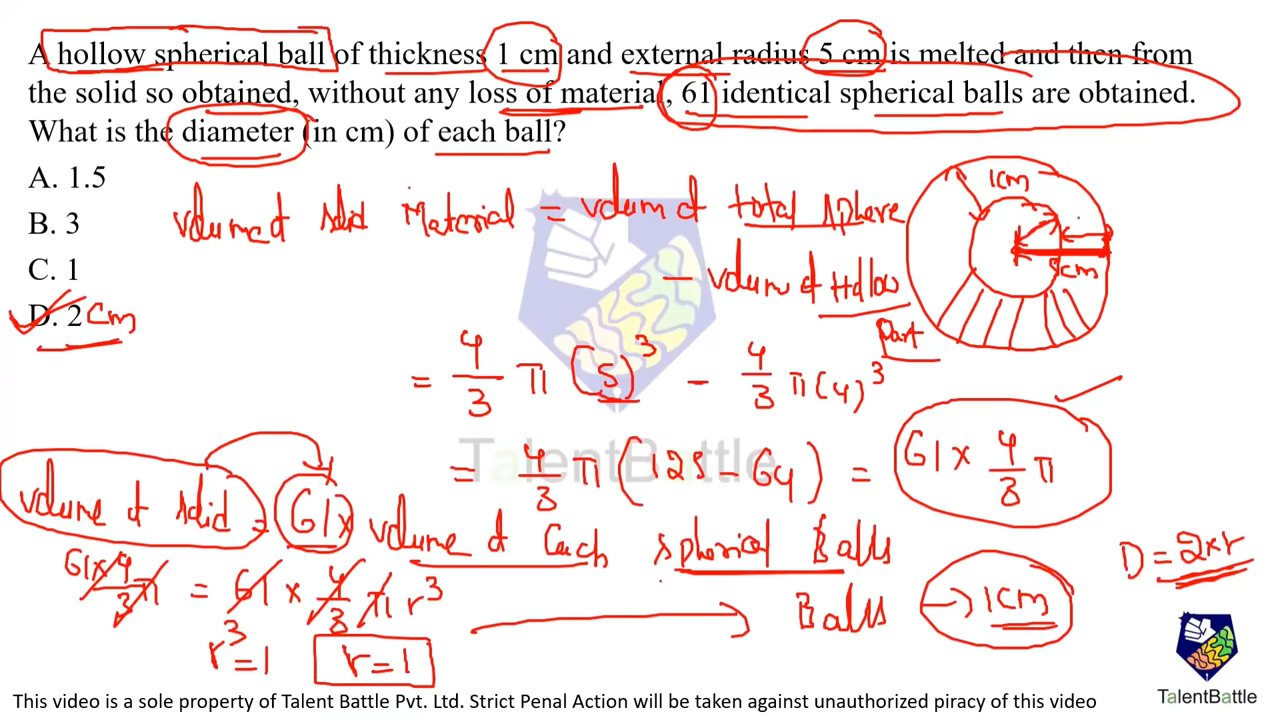 A hollow spherical ball of thickness 1 cm and external radius 5 cm is melted and then from
the solid so obtained, without any loss of material, 61 identical spherical balls are obtained.
What is the diameter (in cm) of each ball?
A. 1.5
B. 3
C. 1
D. 2 cm
volume of solid Material = volum of total sphere
- volum of Hollow
Part
1cm
5cm
= 4/3 π (5)³ - 4/3 π(4)³
TalentBattle
= 4/3 π (125-64) = 61 x 4/3 π
volume of solid = 61x volume of Each spherical Balls
61x4/3 π = 61 x 4/3 π r³
Balls → 1cm
D = 2xr
r³=1 r=1
TalentBattle
This video is a sole property of Talent Battle Pvt. Ltd. Strict Penal Action will be taken against unauthorized piracy of this video